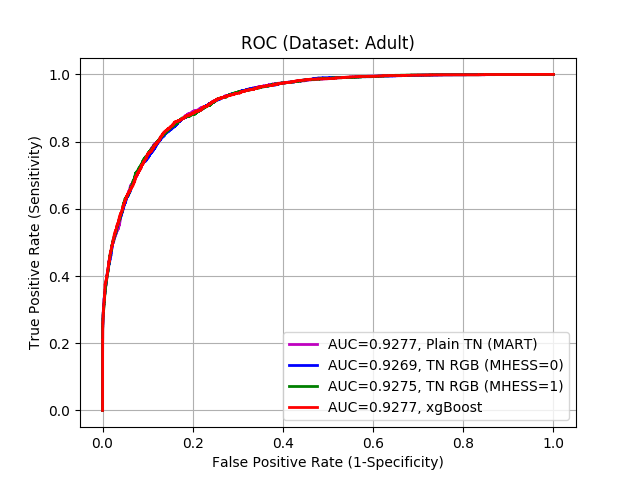 ROC (Dataset: Adult)
1.0
0.8
0.6
0.4
0.2
0.0
True Positive Rate (Sensitivity)
AUC=0.9277, Plain TN (MART)
AUC=0.9269, TN RGB (MHESS=0)
AUC=0.9275, TN RGB (MHESS=1)
AUC=0.9277, xgBoost
0.0 0.2 0.4 0.6 0.8 1.0
False Positive Rate (1-Specificity)